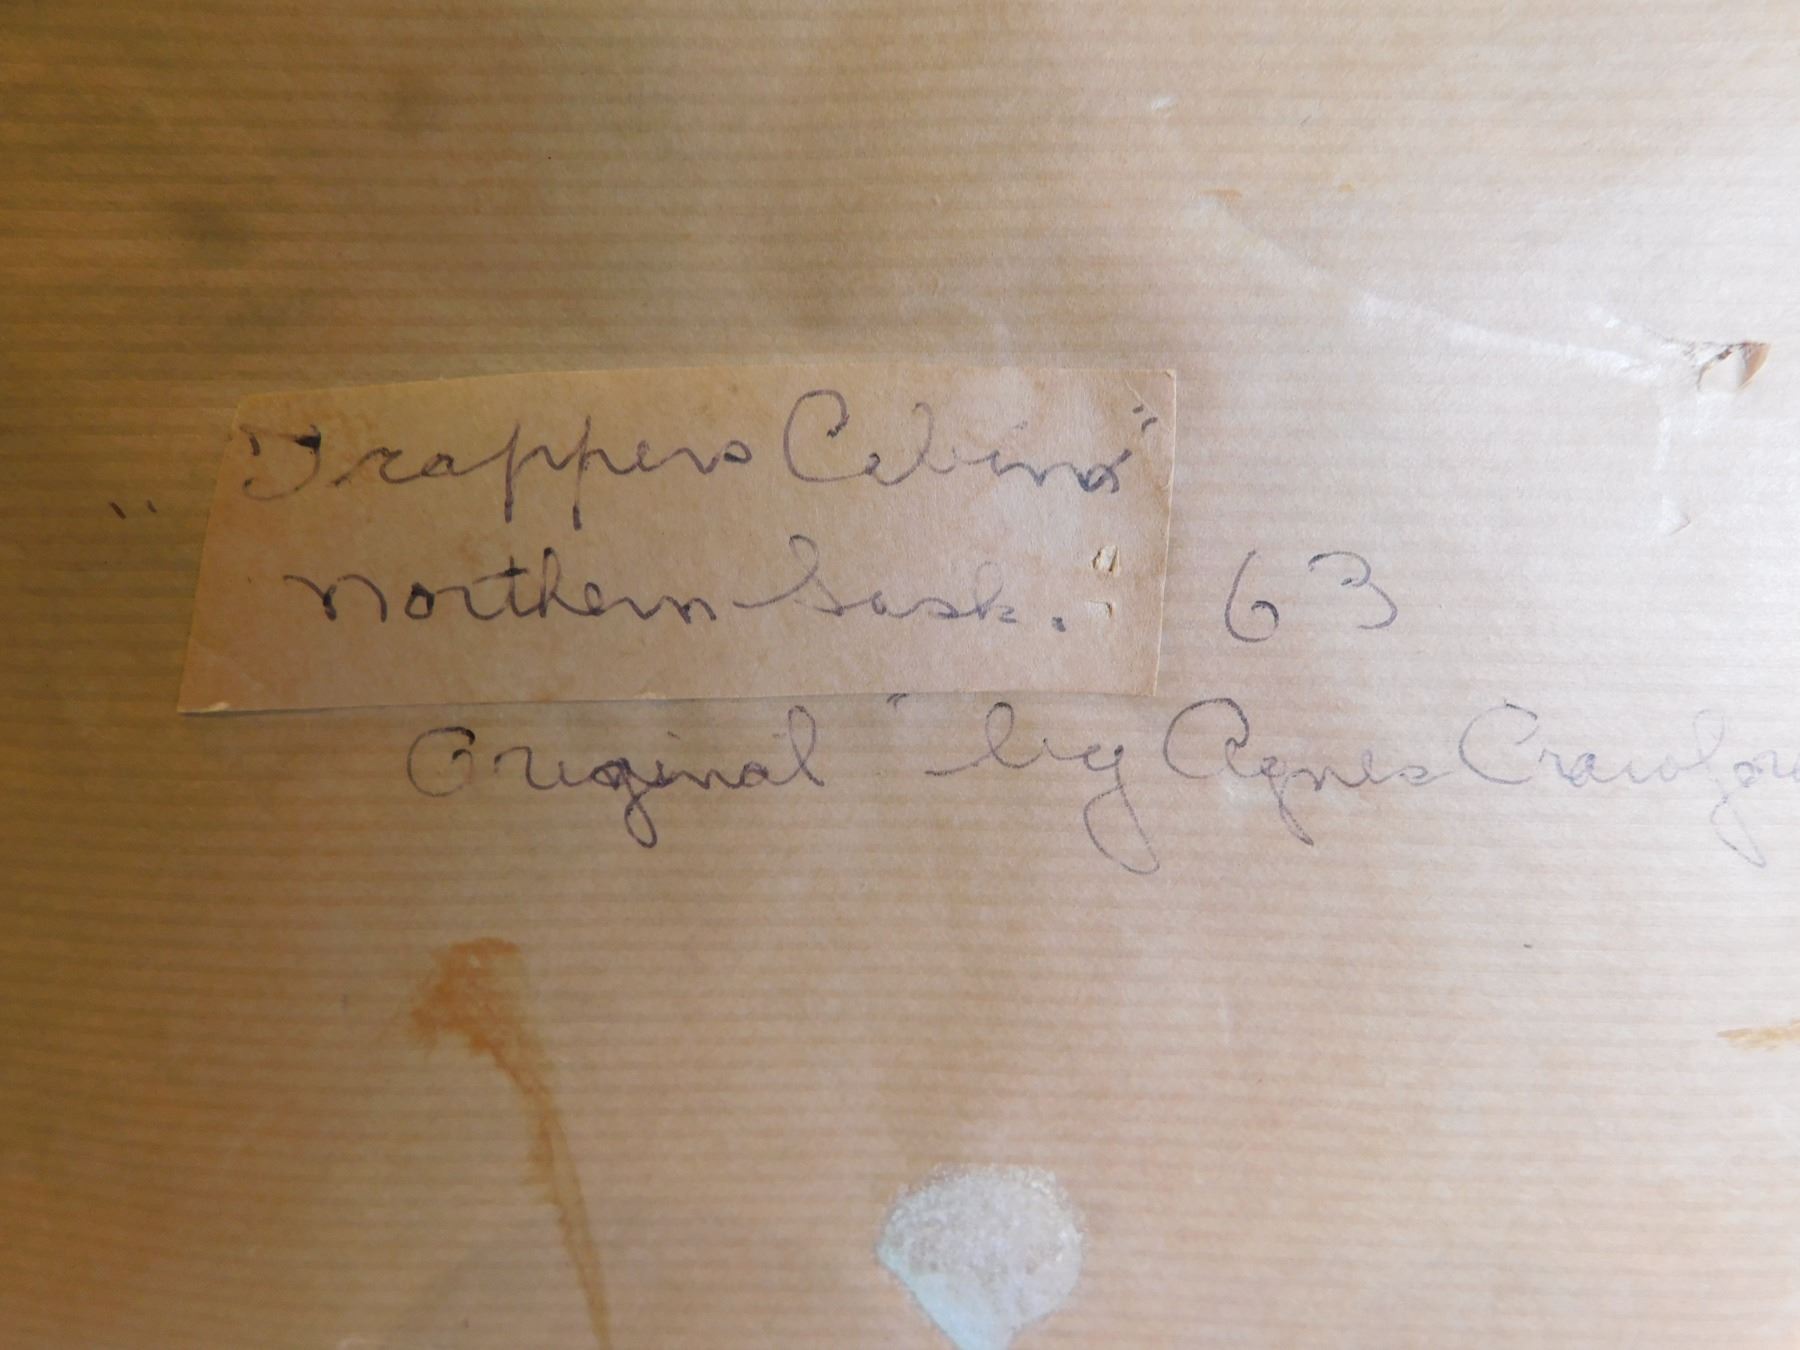 "Trappers Cabins"
Northern Sask. 63
Original" by Agnes Crawford